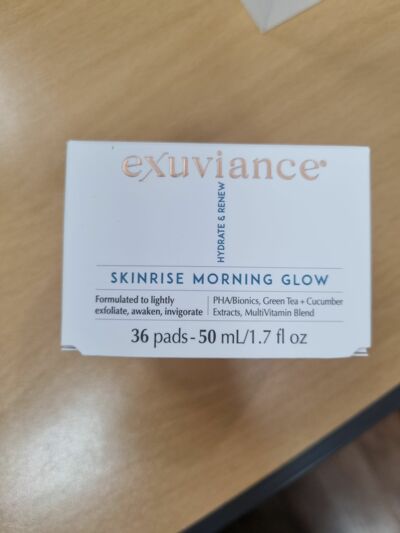 exuviance®
HYDRATE & RENEW
SKINRISE MORNING GLOW
Formulated to lightly
exfoliate, awaken, invigorate
PHA/Bionics, Green Tea + Cucumber
Extracts, MultiVitamin Blend
36 pads - 50 mL/1.7 fl oz